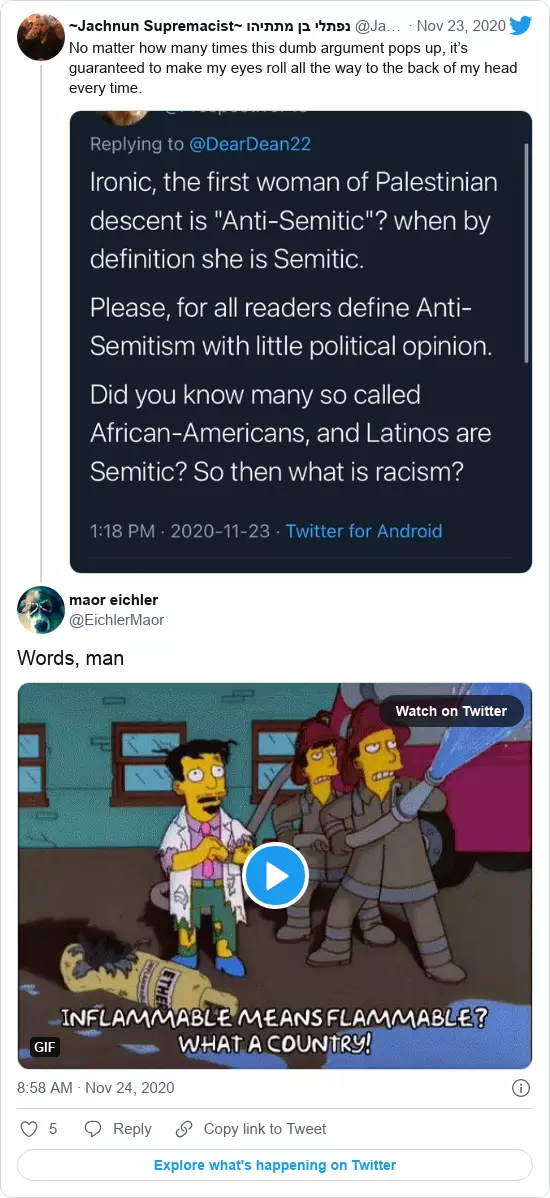 ~Jachnun Supremacist~ נפתלי בן מתתיהו @Ja... · Nov 23, 2020
No matter how many times this dumb argument pops up, it's
guaranteed to make my eyes roll all the way to the back of my head
every time.
Replying to @DearDean22
Ironic, the first woman of Palestinian
descent is "Anti-Semitic"? when by
definition she is Semitic.
Please, for all readers define Anti-
Semitism with little political opinion.
Did you know many so called
African-Americans, and Latinos are
Semitic? So then what is racism?
1:18 PM · 2020-11-23 · Twitter for Android
maor eichler
@EichlerMaor
Words, man
Watch on Twitter
ETHER
INFLAMMABLE MEANS FLAMMABLE?
WHAT A COUNTRY!
GIF
8:58 AM · Nov 24, 2020
5 Reply Copy link to Tweet
Explore what's happening on Twitter